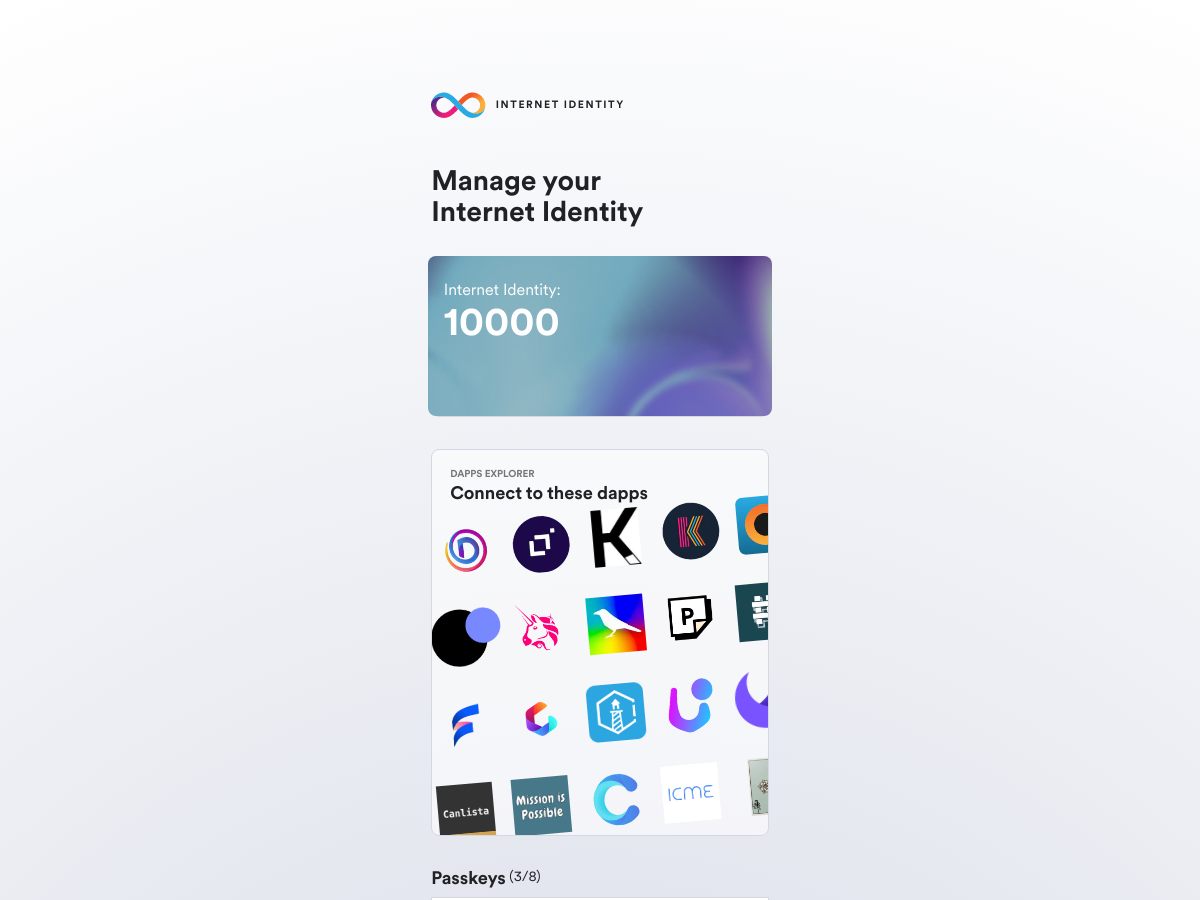 INTERNET IDENTITY
Manage your
Internet Identity
Internet Identity:
10000
DAPPS EXPLORER
Connect to these dapps
D
K
K
P
Canlista
Mission is
Possible
C
ICME
Passkeys (3/8)